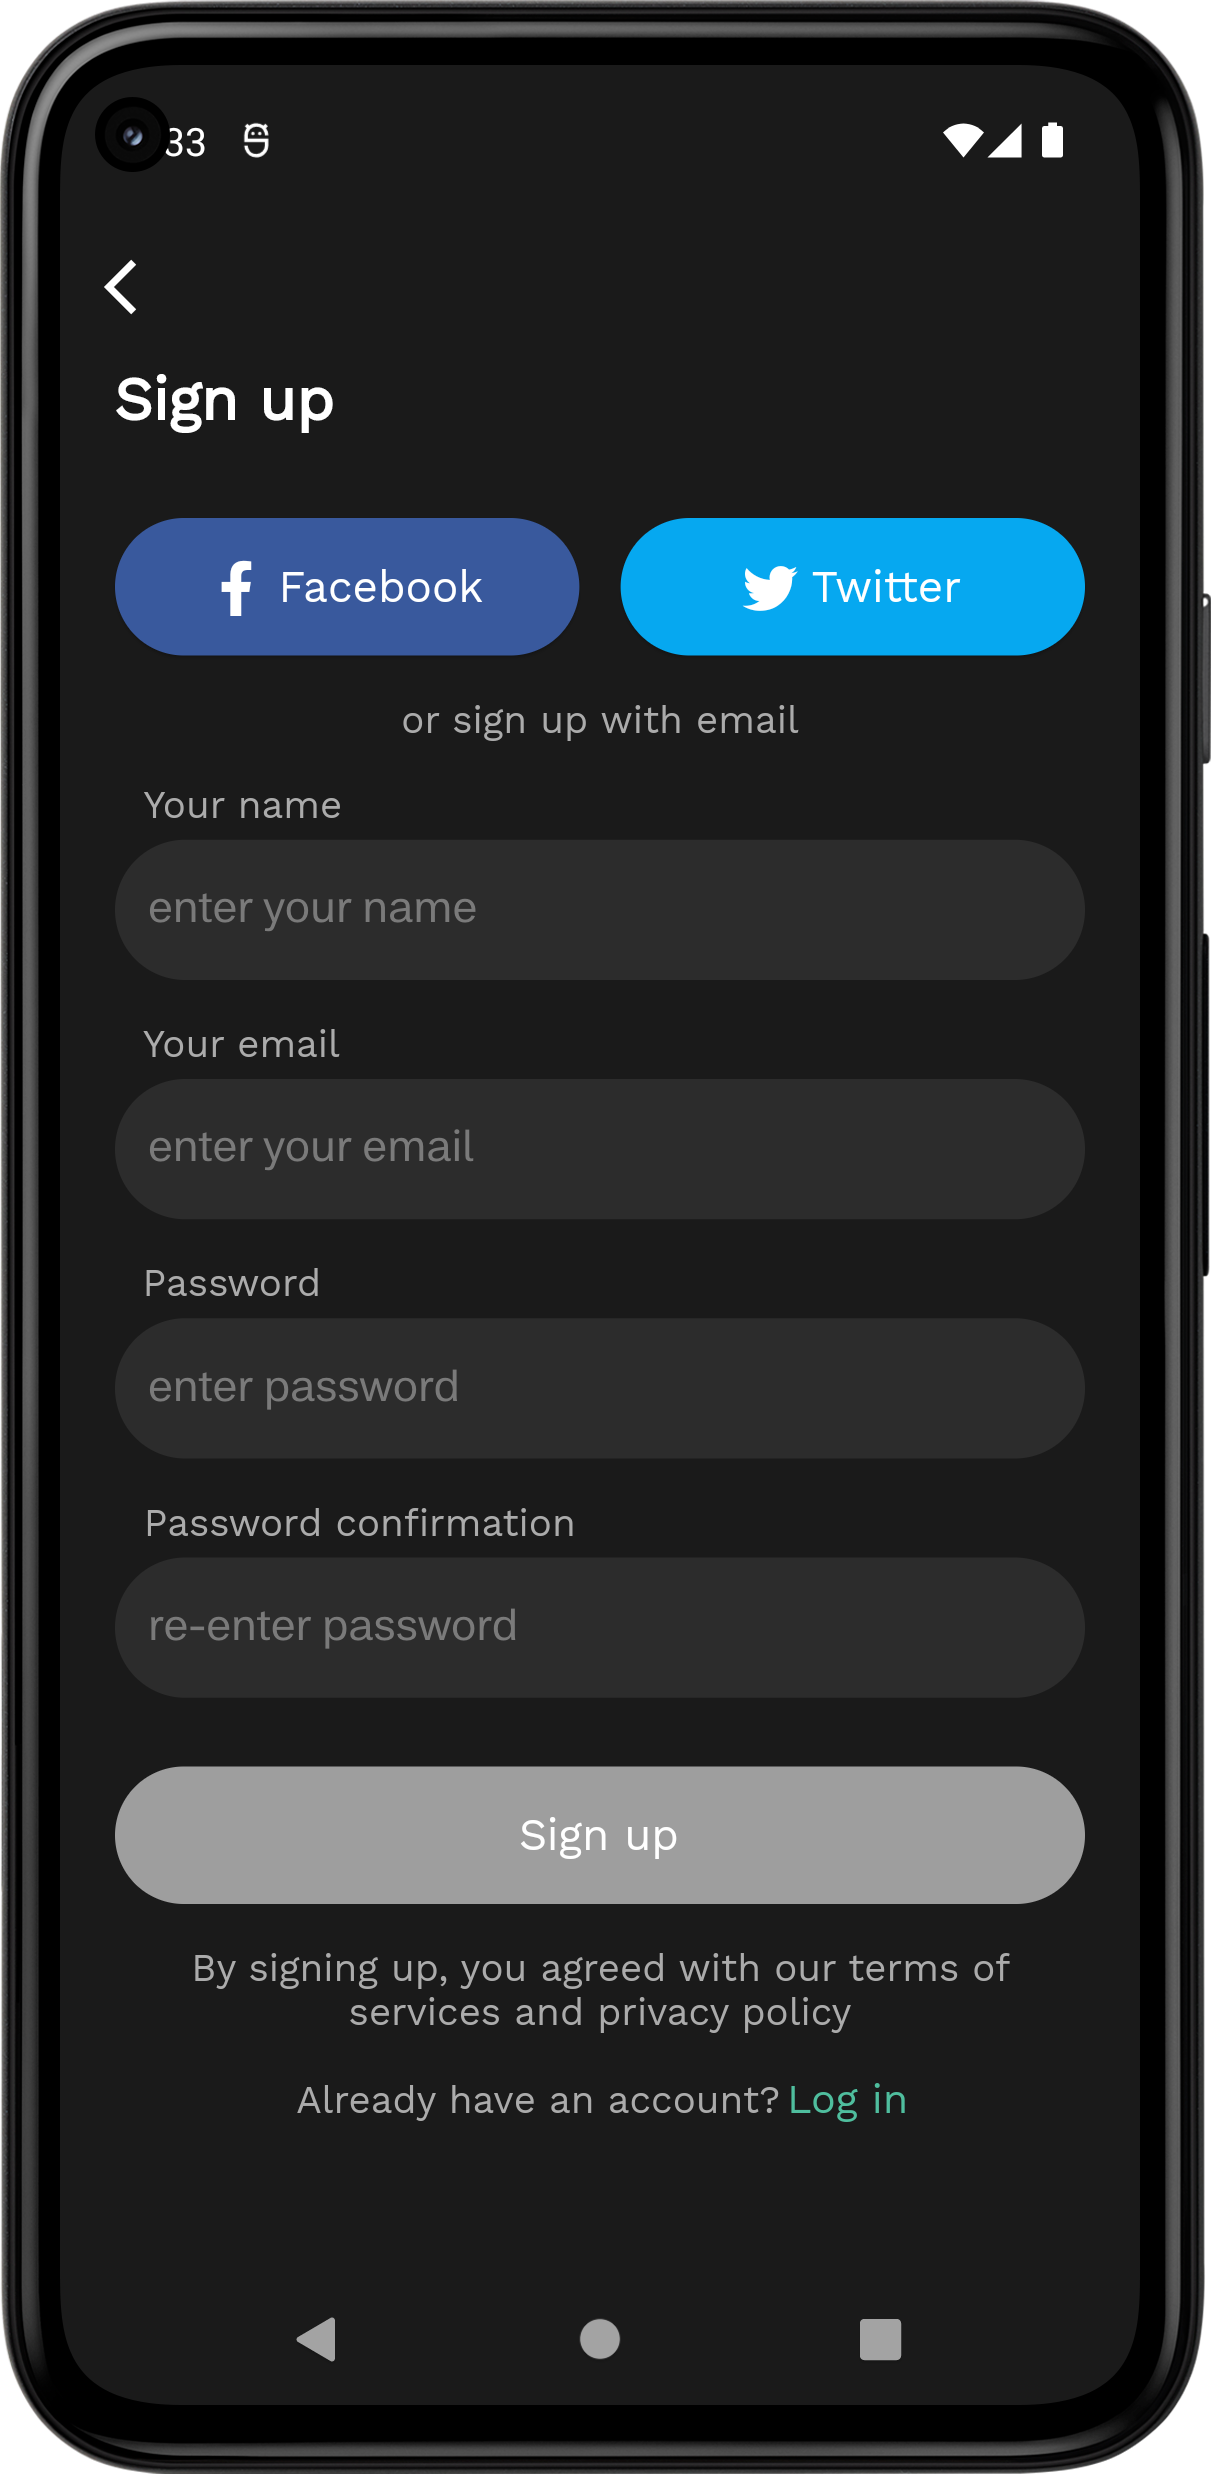 33
Sign up
Facebook
Twitter
or sign up with email
Your name
enter your name
Your email
enter your email
Password
enter password
Password confirmation
re-enter password
Sign up
By signing up, you agreed with our terms of
services and privacy policy
Already have an account? Log in